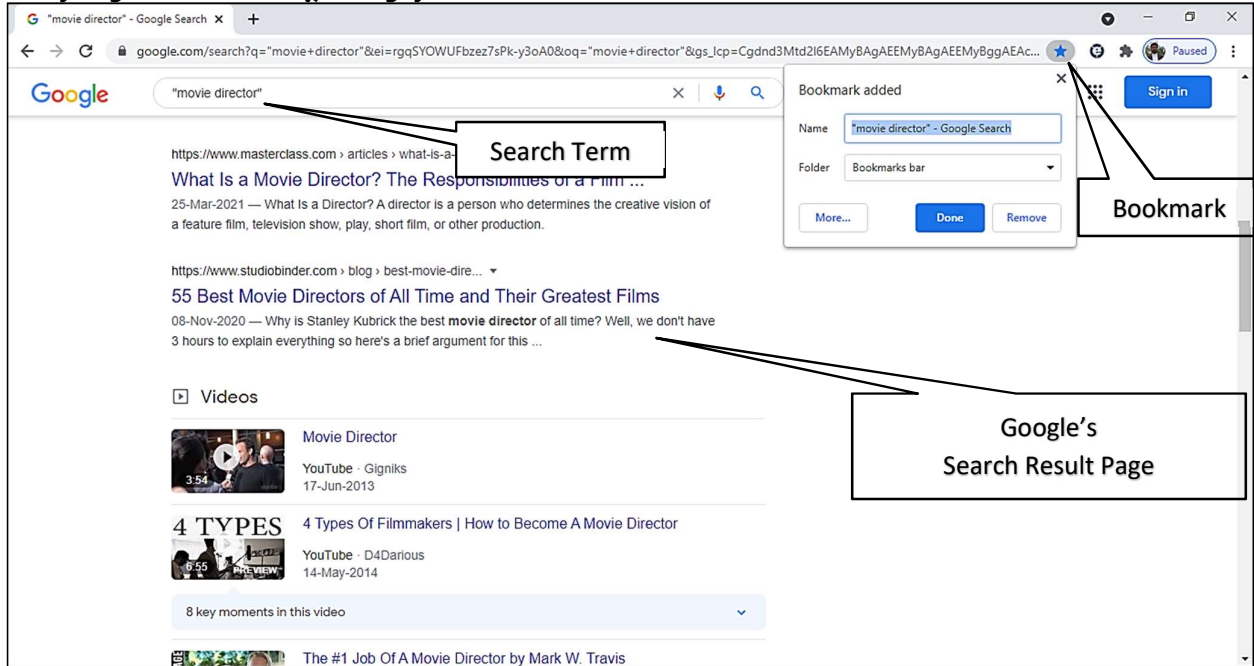 "movie director" - Google Search
google.com/search?q="movie+director"&ei=rgqSYOWUFbzez7sPk-y3oA0&oq="movie+director"&gs_lcp=Cgdnd3Mtd2l6EAMyBAgAEEMyBAgAEEMyBggAEAc...
Paused
Google
"movie director"
Sign in
Bookmark added
Name "movie director" - Google Search
Folder Bookmarks bar
More... Done Remove
Search Term
Bookmark
https://www.masterclass.com › articles › what-is-a-
What Is a Movie Director? The Responsibilities of a Film ...
25-Mar-2021 — What Is a Director? A director is a person who determines the creative vision of
a feature film, television show, play, short film, or other production.
https://www.studiobinder.com › blog › best-movie-dire...
55 Best Movie Directors of All Time and Their Greatest Films
08-Nov-2020 — Why is Stanley Kubrick the best movie director of all time? Well, we don't have
3 hours to explain everything so here's a brief argument for this ...
Google's
Search Result Page
Videos
3:54
Movie Director
YouTube · Gigniks
17-Jun-2013
4 TYPES
6:55 PREVIEW
4 Types Of Filmmakers | How to Become A Movie Director
YouTube · D4Darious
14-May-2014
8 key moments in this video
The #1 Job Of A Movie Director by Mark W. Travis